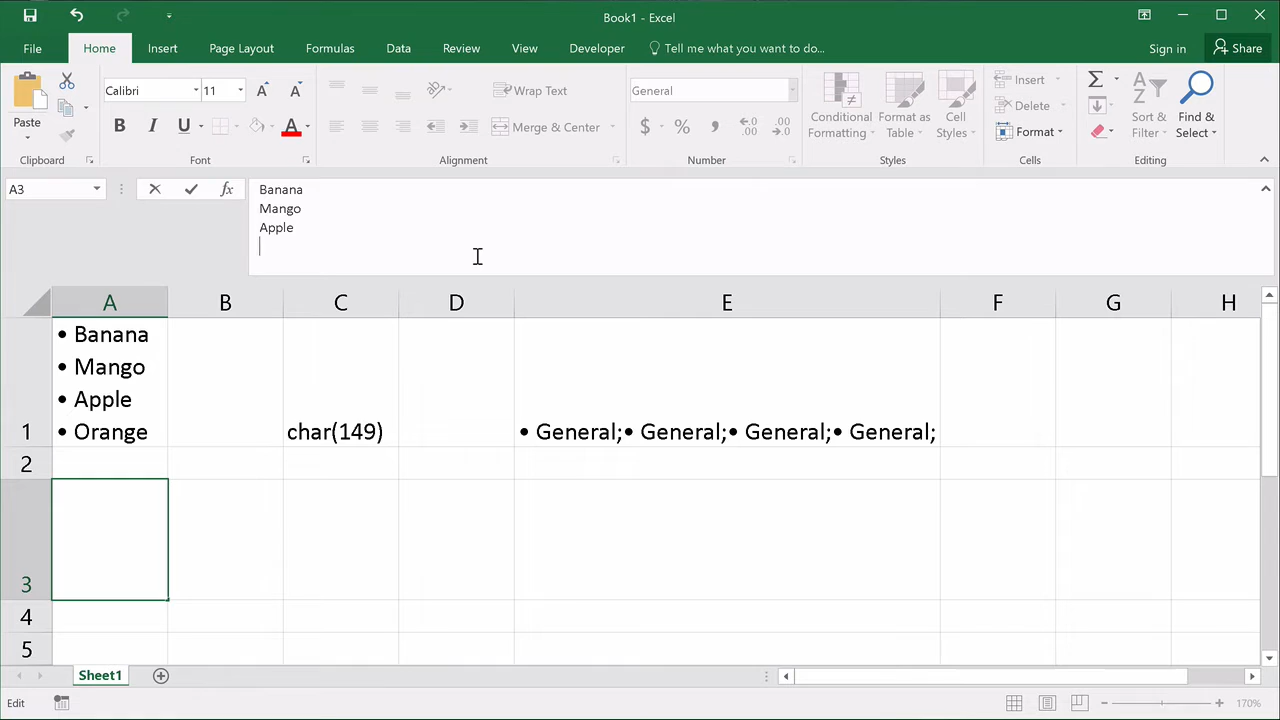 Book1 - Excel
File Home Insert Page Layout Formulas Data Review View Developer Tell me what you want to do... Sign in Share
Paste
Clipboard
Calibri 11
B I U A
Font
Wrap Text
Merge & Center
Alignment
General
$ % ,
Number
Conditional Formatting
Format as Table
Cell Styles
Styles
Insert
Delete
Format
Cells
Σ
Sort & Filter
Find & Select
Editing
A3
fx
Banana
Mango
Apple
A B C D E F G H
1
• Banana
• Mango
• Apple
• Orange
char(149)
• General;• General;• General;• General;
2
3
4
5
Sheet1
Edit
170%